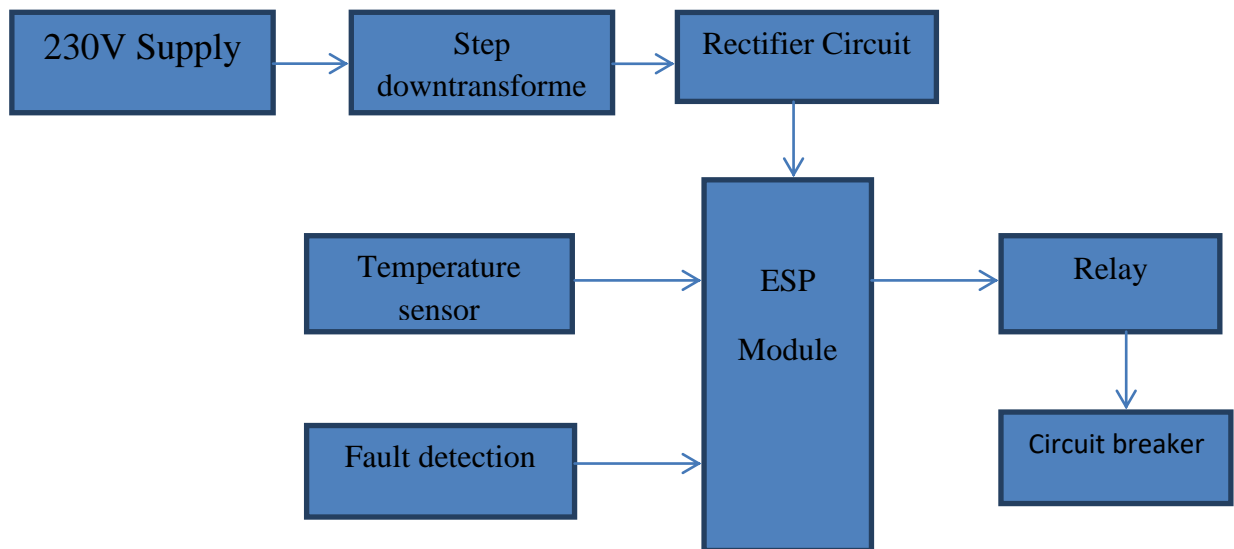 230V Supply
Step
downtransforme
Rectifier Circuit
Temperature
sensor
ESP
Module
Relay
Fault detection
Circuit breaker